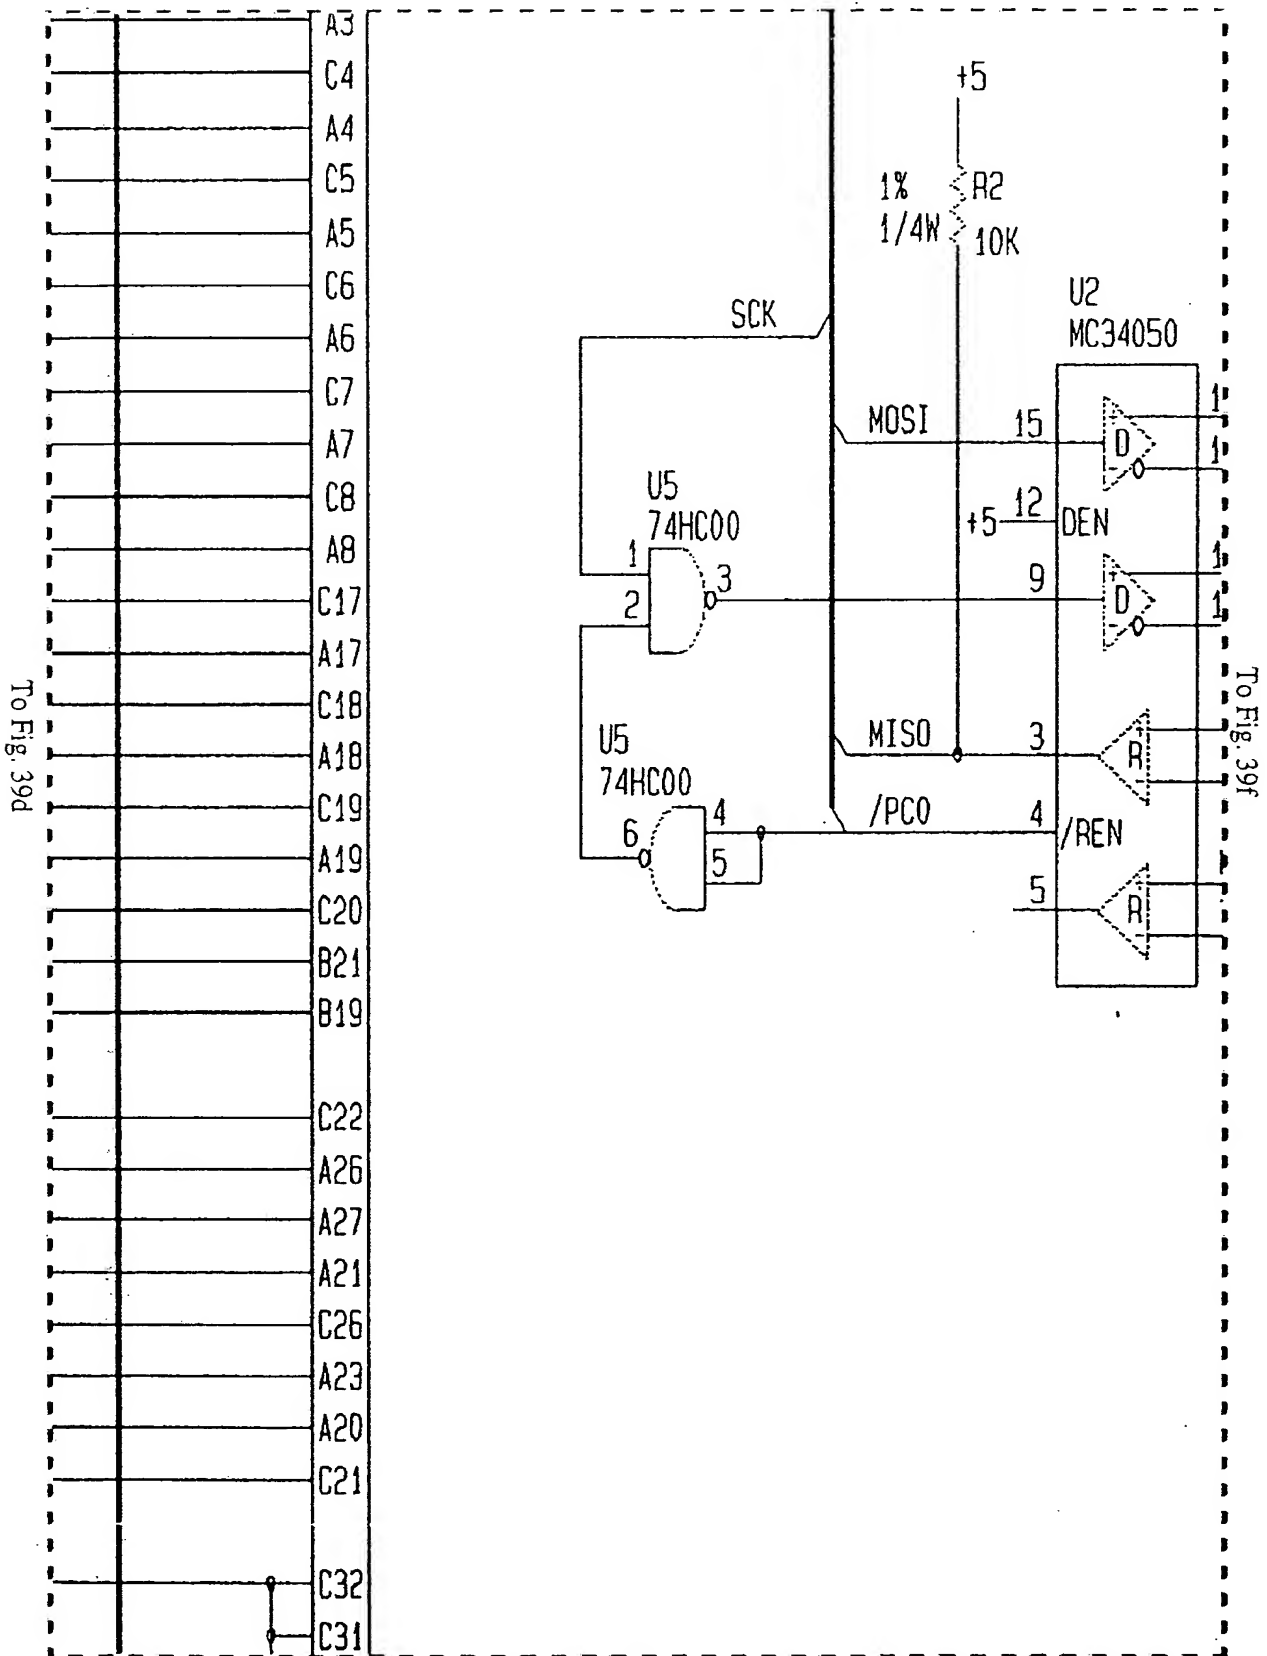 A3
C4
A4
C5
A5
C6
A6
C7
A7
C8
A8
C17
A17
C18
A18
C19
A19
C20
B21
B19
C22
A26
A27
A21
C26
A23
A20
C21
C32
C31
To Fig. 39d
+5
1% R2
1/4W 10K
U2
MC34050
SCK
MOSI 15 D 1
1
U5
74HC00
+5 12 DEN
1
2
3
9 D 1
1
MISO 3 R
U5
74HC00
/PC0 4 /REN
6
4
5
5 R
To Fig. 39f